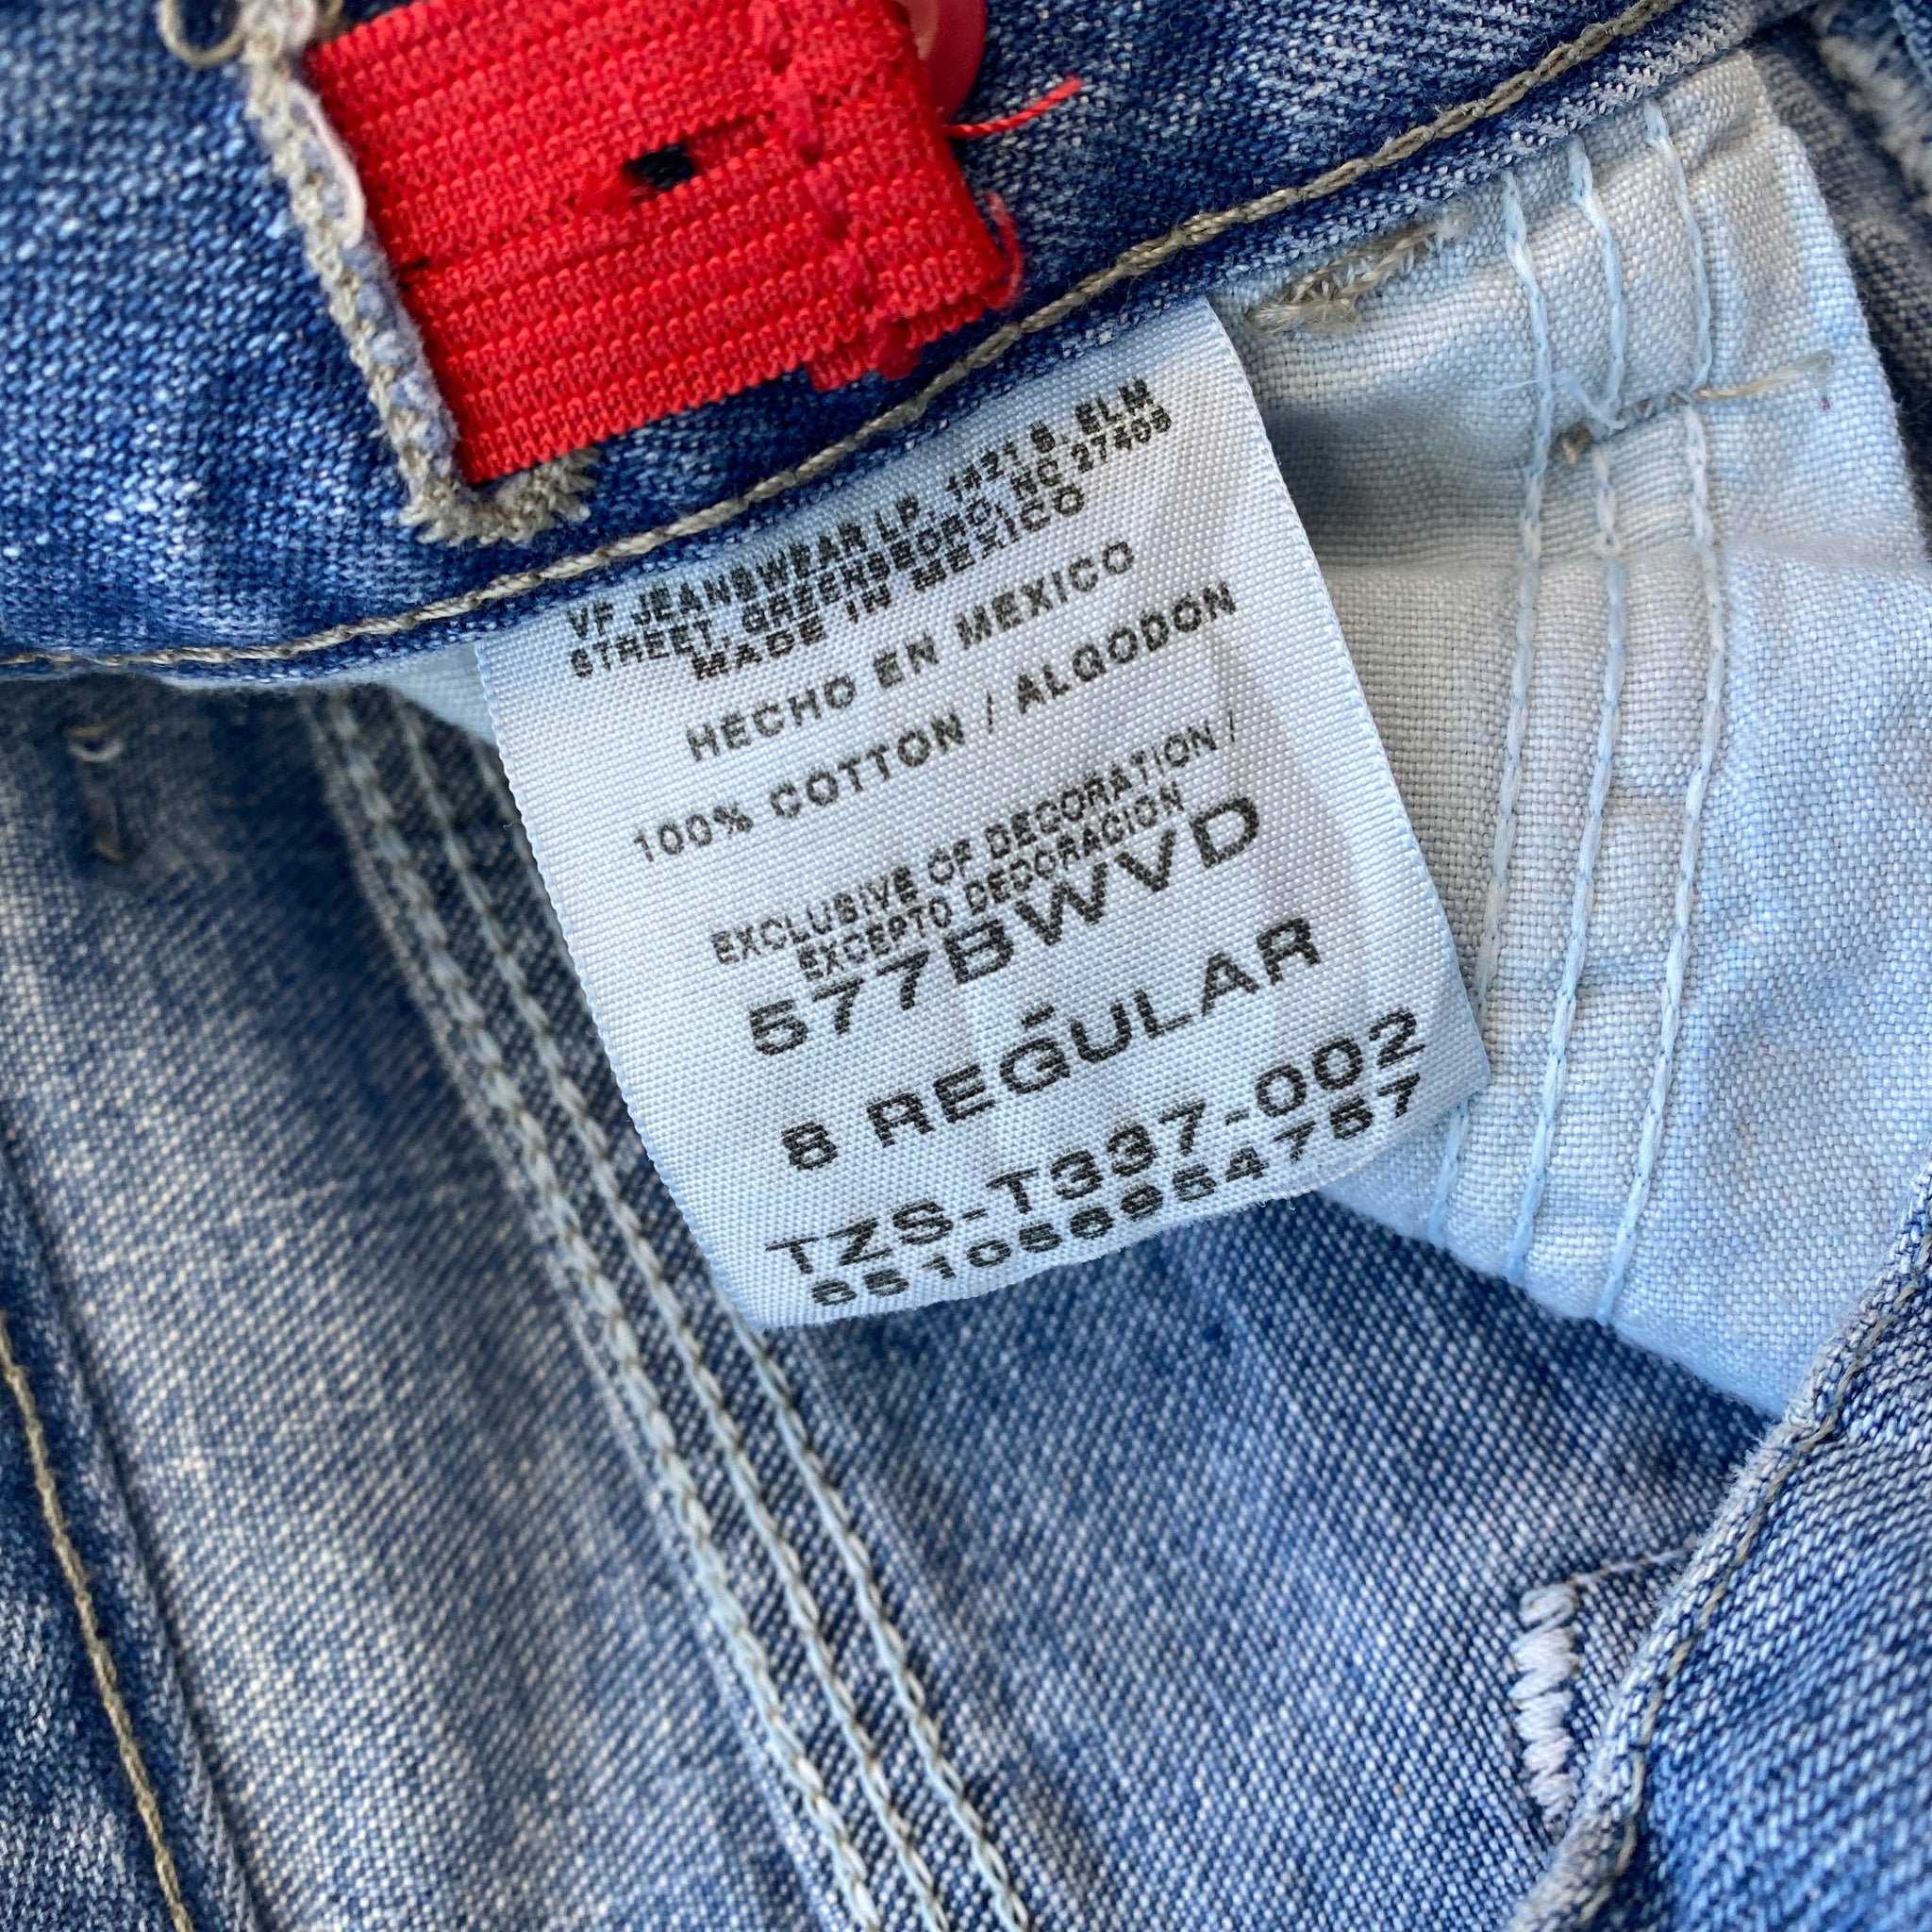 VF JEANSWEAR LP, 1421 S. ELM
STREET, GREENSBORO, NC 27406
MADE IN MEXICO
HECHO EN MEXICO
100% COTTON / ALGODON
EXCLUSIVE OF DECORATION /
EXCEPTO DECORACION
577BWVD
8 REGULAR
TZS-T337-002